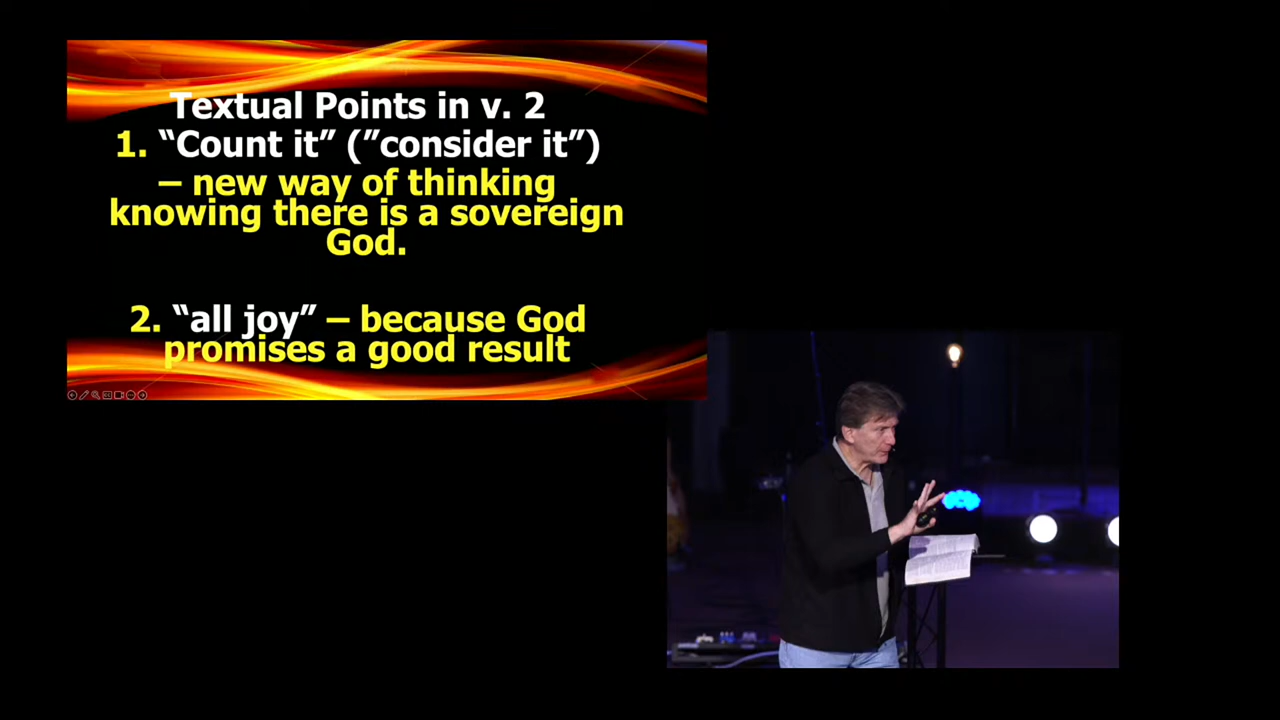 Textual Points in v. 2
1. “Count it” (”consider it”)
– new way of thinking
knowing there is a sovereign
God.
2. “all joy” – because God
promises a good result